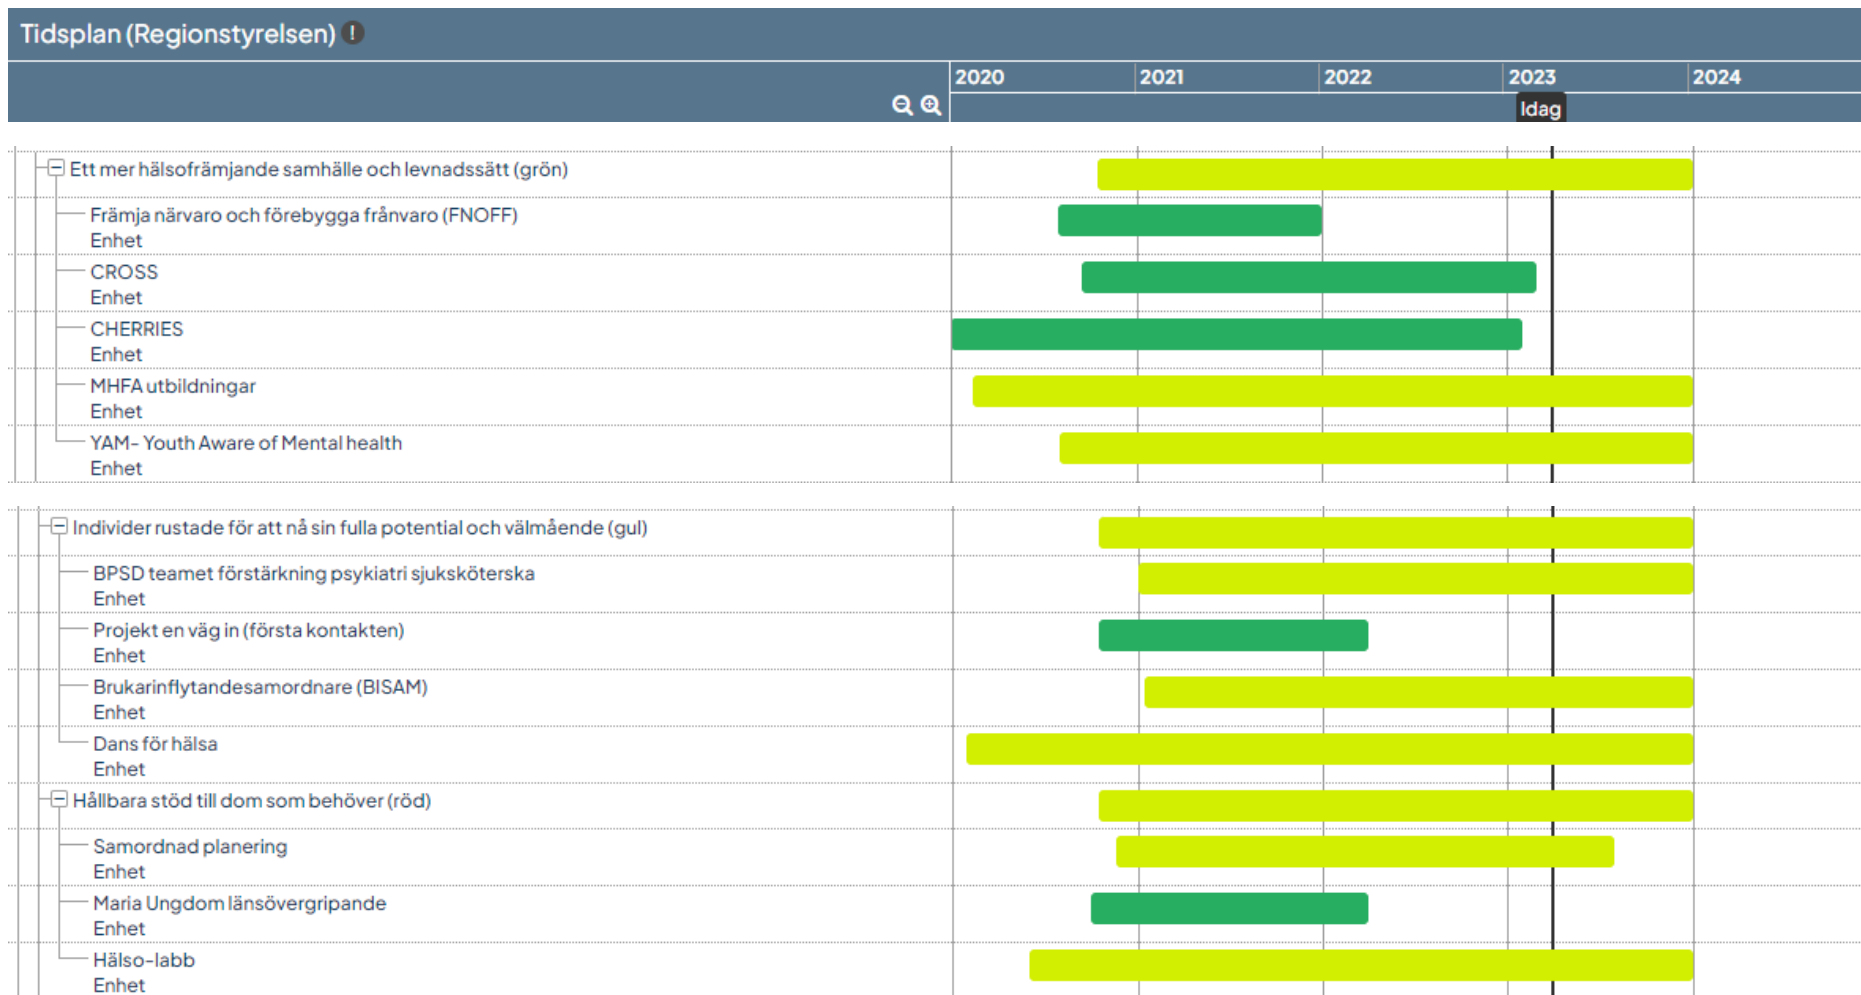 Tidsplan (Regionstyrelsen) !
2020 2021 2022 2023 2024
Idag
Ett mer hälsofrämjande samhälle och levnadssätt (grön)
Främja närvaro och förebygga frånvaro (FNOFF)
Enhet
CROSS
Enhet
CHERRIES
Enhet
MHFA utbildningar
Enhet
YAM- Youth Aware of Mental health
Enhet
Individer rustade för att nå sin fulla potential och välmående (gul)
BPSD teamet förstärkning psykiatri sjuksköterska
Enhet
Projekt en väg in (första kontakten)
Enhet
Brukarinflytandesamordnare (BISAM)
Enhet
Dans för hälsa
Enhet
Hållbara stöd till dom som behöver (röd)
Samordnad planering
Enhet
Maria Ungdom länsövergripande
Enhet
Hälso-labb
Enhet